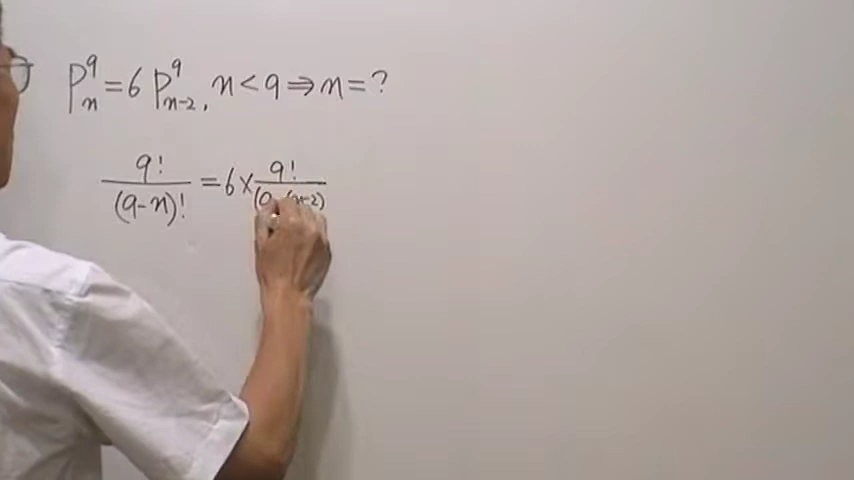 P^9_n = 6 P^9_{n-2}, n < 9 ⇒ n = ?
9!/(9-n)! = 6 × 9!/(9-(n-2)